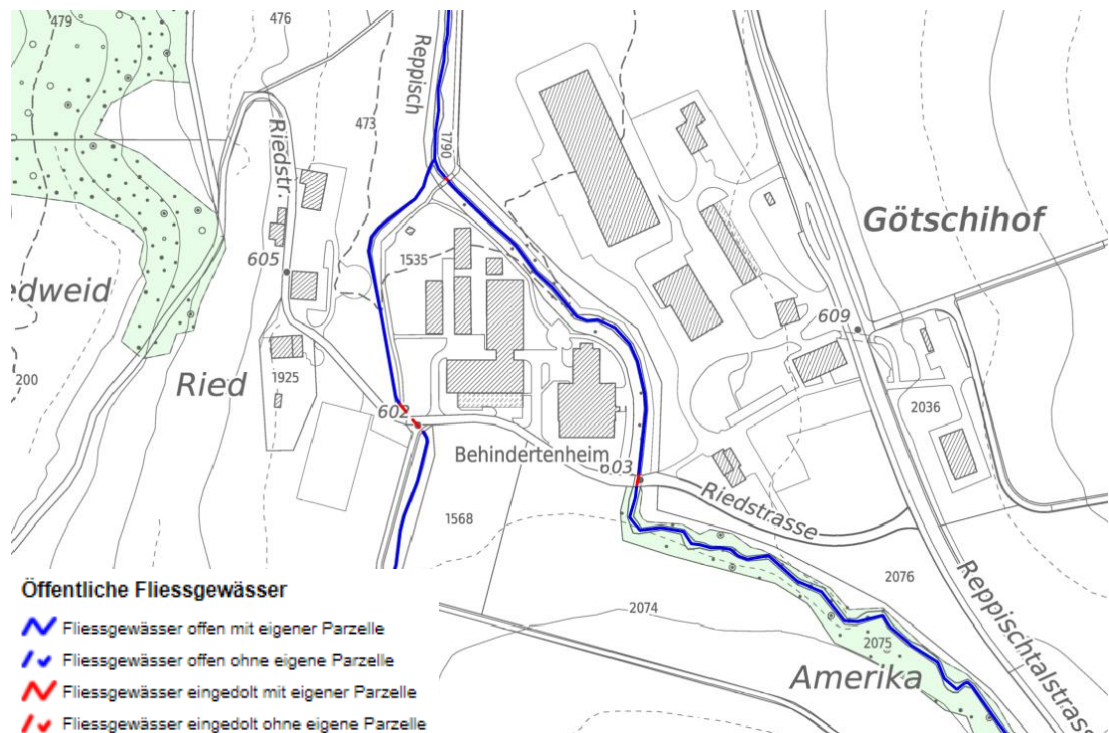 479
476
Reppisch
473
1790
Riedstr.
Götschihof
605
1535
edweid
609
200
Ried
1925
602
2036
Behindertenheim
603
Riedstrasse
1568
2076
2074
2075
Amerika
Reppischtalstrass
Öffentliche Fliessgewässer
Fliessgewässer offen mit eigener Parzelle
Fliessgewässer offen ohne eigene Parzelle
Fliessgewässer eingedolt mit eigener Parzelle
Fliessgewässer eingedolt ohne eigene Parzelle